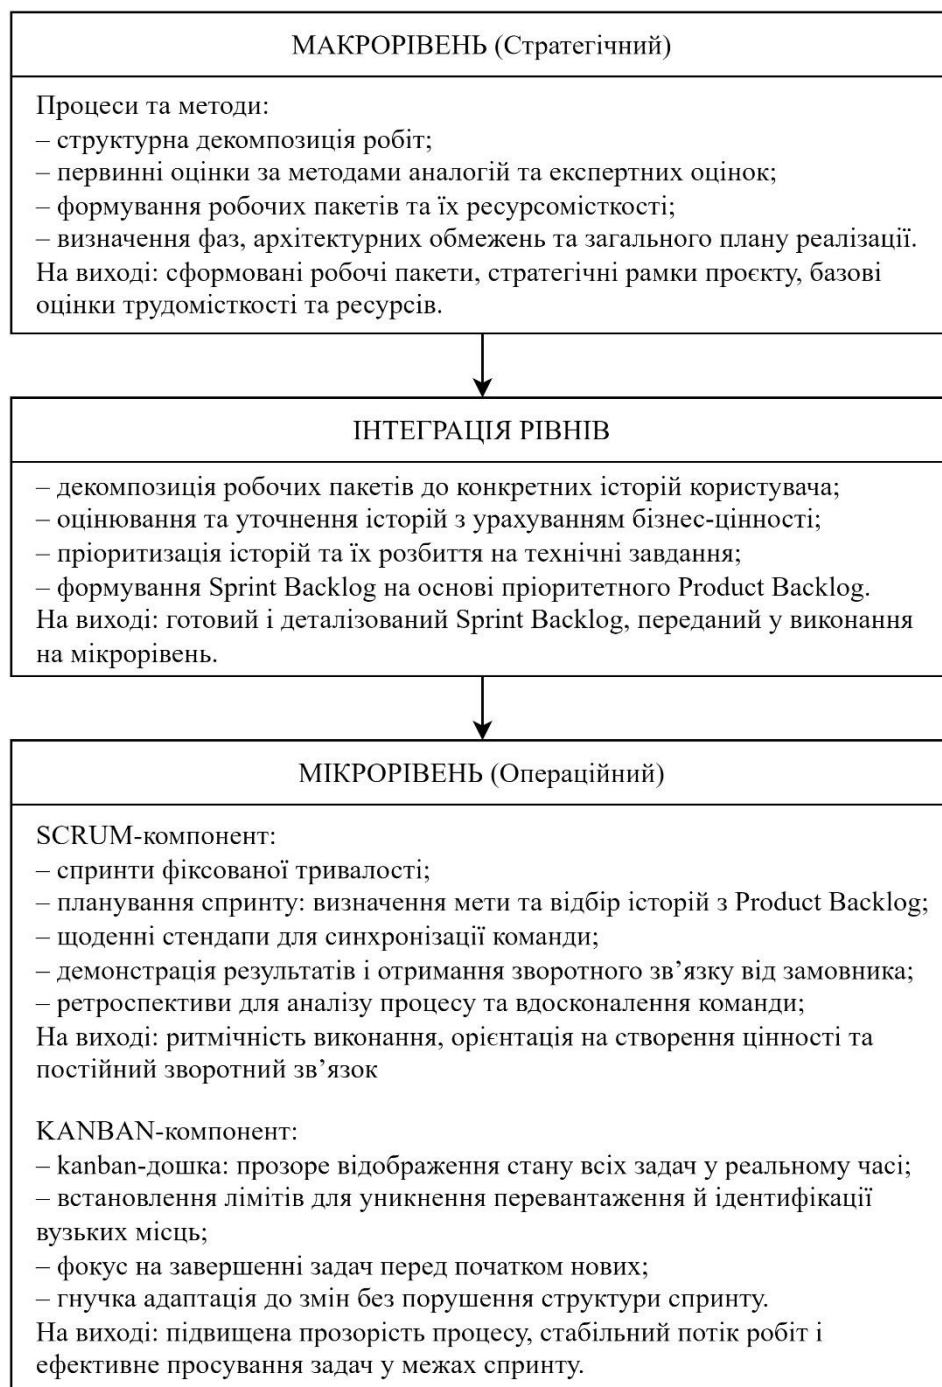 МАКРОРІВЕНЬ (Стратегічний)
Процеси та методи:
– структурна декомпозиція робіт;
– первинні оцінки за методами аналогій та експертних оцінок;
– формування робочих пакетів та їх ресурсомісткості;
– визначення фаз, архітектурних обмежень та загального плану реалізації.
На виході: сформовані робочі пакети, стратегічні рамки проєкту, базові
оцінки трудомісткості та ресурсів.
ІНТЕГРАЦІЯ РІВНІВ
– декомпозиція робочих пакетів до конкретних історій користувача;
– оцінювання та уточнення історій з урахуванням бізнес-цінності;
– пріоритизація історій та їх розбиття на технічні завдання;
– формування Sprint Backlog на основі пріоритетного Product Backlog.
На виході: готовий і деталізований Sprint Backlog, переданий у виконання
на мікрорівень.
МІКРОРІВЕНЬ (Операційний)
SCRUM-компонент:
– спринти фіксованої тривалості;
– планування спринту: визначення мети та відбір історій з Product Backlog;
– щоденні стендапи для синхронізації команди;
– демонстрація результатів і отримання зворотного зв’язку від замовника;
– ретроспективи для аналізу процесу та вдосконалення команди;
На виході: ритмічність виконання, орієнтація на створення цінності та
постійний зворотний зв’язок
KANBAN-компонент:
– kanban-дошка: прозоре відображення стану всіх задач у реальному часі;
– встановлення лімітів для уникнення перевантаження й ідентифікації
вузьких місць;
– фокус на завершенні задач перед початком нових;
– гнучка адаптація до змін без порушення структури спринту.
На виході: підвищена прозорість процесу, стабільний потік робіт і
ефективне просування задач у межах спринту.